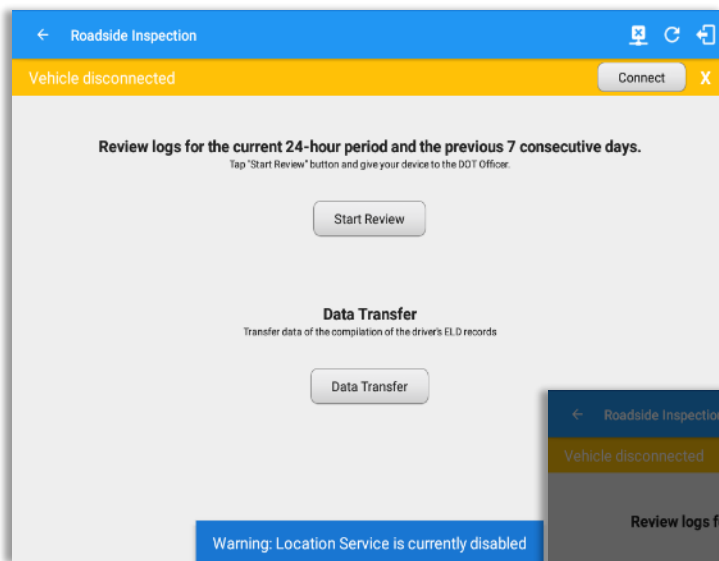 Roadside Inspection
Vehicle disconnected
Connect
X
Review logs for the current 24-hour period and the previous 7 consecutive days.
Tap "Start Review" button and give your device to the DOT Officer.
Start Review
Data Transfer
Transfer data of the compilation of the driver's ELD records
Data Transfer
Warning: Location Service is currently disabled
Roadside Inspection
Vehicle disconnected
Review logs f